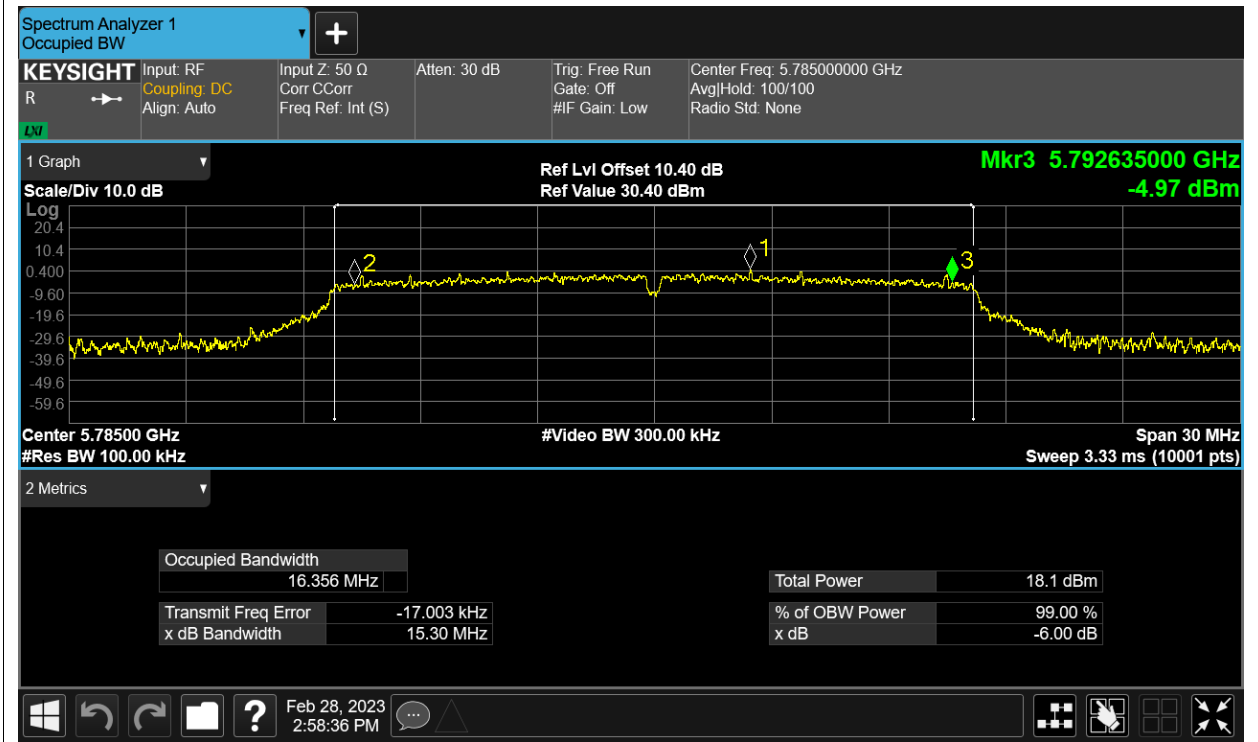 Spectrum Analyzer 1
Occupied BW
KEYSIGHT
R
LXI
Input: RF
Coupling: DC
Align: Auto
Input Z: 50 Ω
Corr CCorr
Freq Ref: Int (S)
Atten: 30 dB
Trig: Free Run
Gate: Off
#IF Gain: Low
Center Freq: 5.785000000 GHz
Avg|Hold: 100/100
Radio Std: None
1 Graph
Scale/Div 10.0 dB
Ref Lvl Offset 10.40 dB
Ref Value 30.40 dBm
Mkr3 5.792635000 GHz
-4.97 dBm
Log
20.4
10.4
0.400
-9.60
-19.6
-29.6
-39.6
-49.6
-59.6
2
1
3
Center 5.78500 GHz
#Res BW 100.00 kHz
#Video BW 300.00 kHz
Span 30 MHz
Sweep 3.33 ms (10001 pts)
2 Metrics
Occupied Bandwidth
16.356 MHz
Transmit Freq Error -17.003 kHz
x dB Bandwidth 15.30 MHz
Total Power 18.1 dBm
% of OBW Power 99.00 %
x dB -6.00 dB
?
Feb 28, 2023
2:58:36 PM